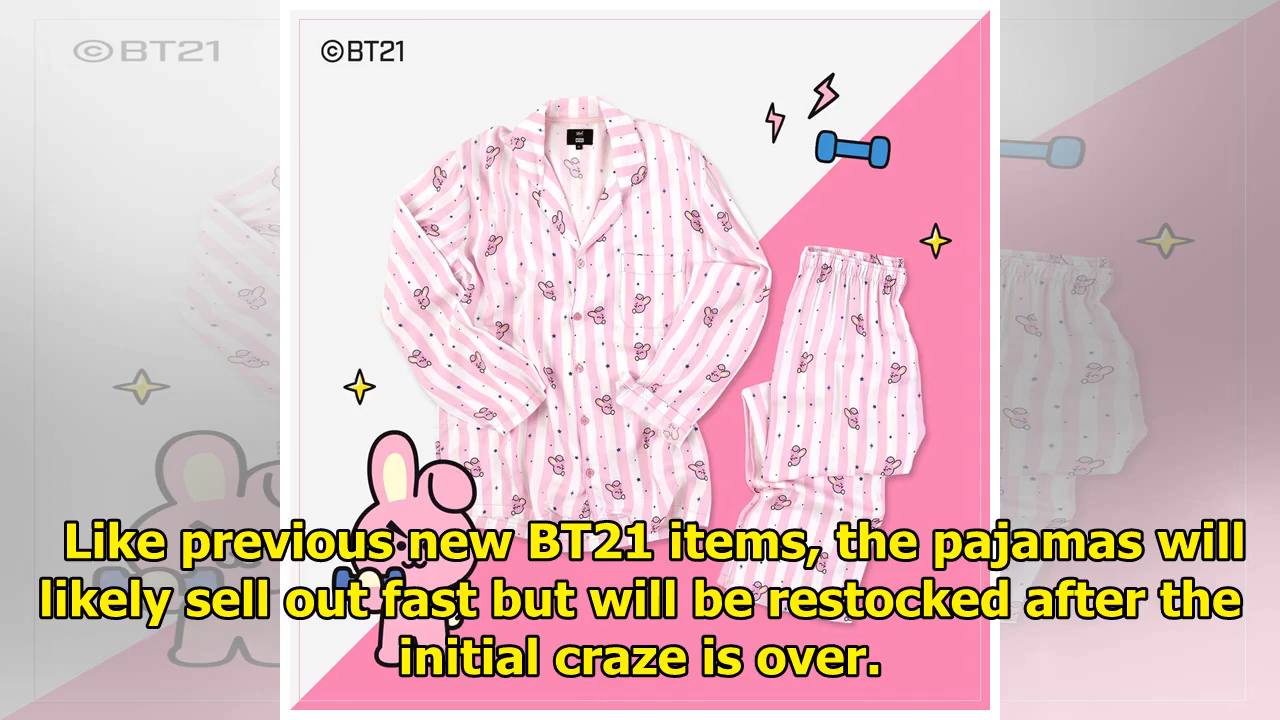 ©BT21
©BT21
Like previous new BT21 items, the pajamas will
likely sell out fast but will be restocked after the
initial craze is over.